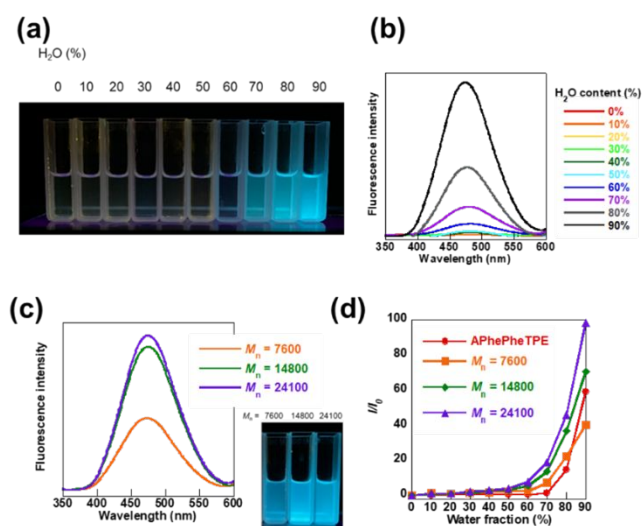 (a)
H₂O (%)
0 10 20 30 40 50 60 70 80 90
(b)
Fluorescence intensity
350 400 450 500 550 600
Wavelength (nm)
H₂O content (%)
0%
10%
20%
30%
40%
50%
60%
70%
80%
90%
(c)
Fluorescence intensity
350 400 450 500 550 600
Wavelength (nm)
Mₙ = 7600
Mₙ = 14800
Mₙ = 24100
Mₙ = 7600 14800 24100
(d)
I/I₀
100
80
60
40
20
0
0 10 20 30 40 50 60 70 80 90
Water fraction (%)
APhePheTPE
Mₙ = 7600
Mₙ = 14800
Mₙ = 24100